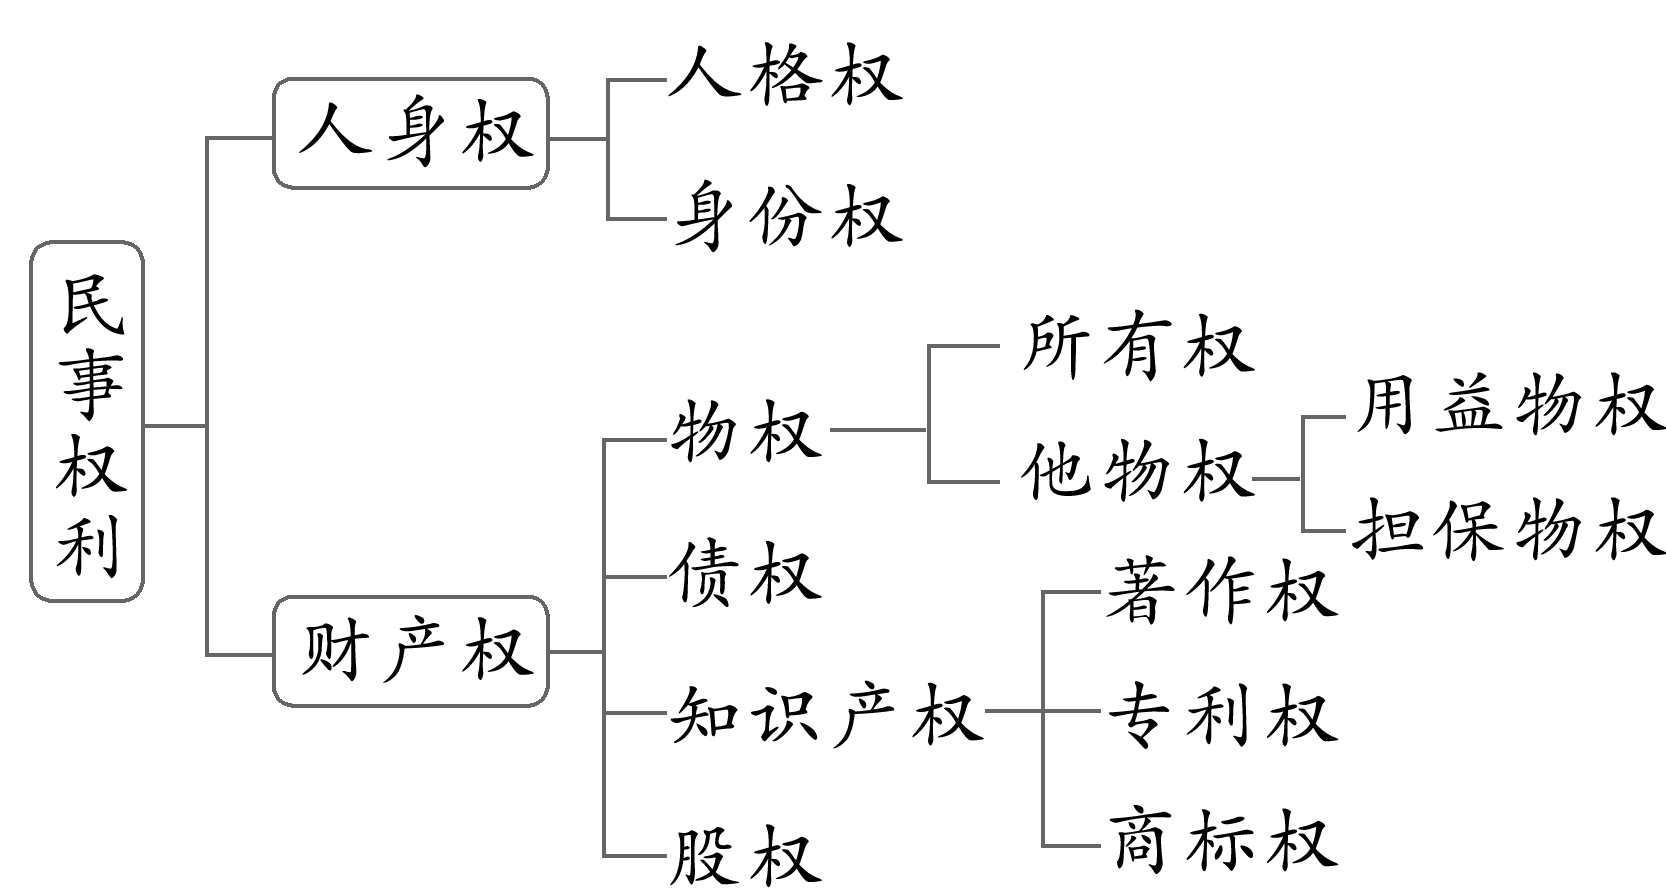 民事权利
人身权
人格权
身份权
财产权
物权
所有权
他物权
用益物权
担保物权
债权
知识产权
著作权
专利权
商标权
股权